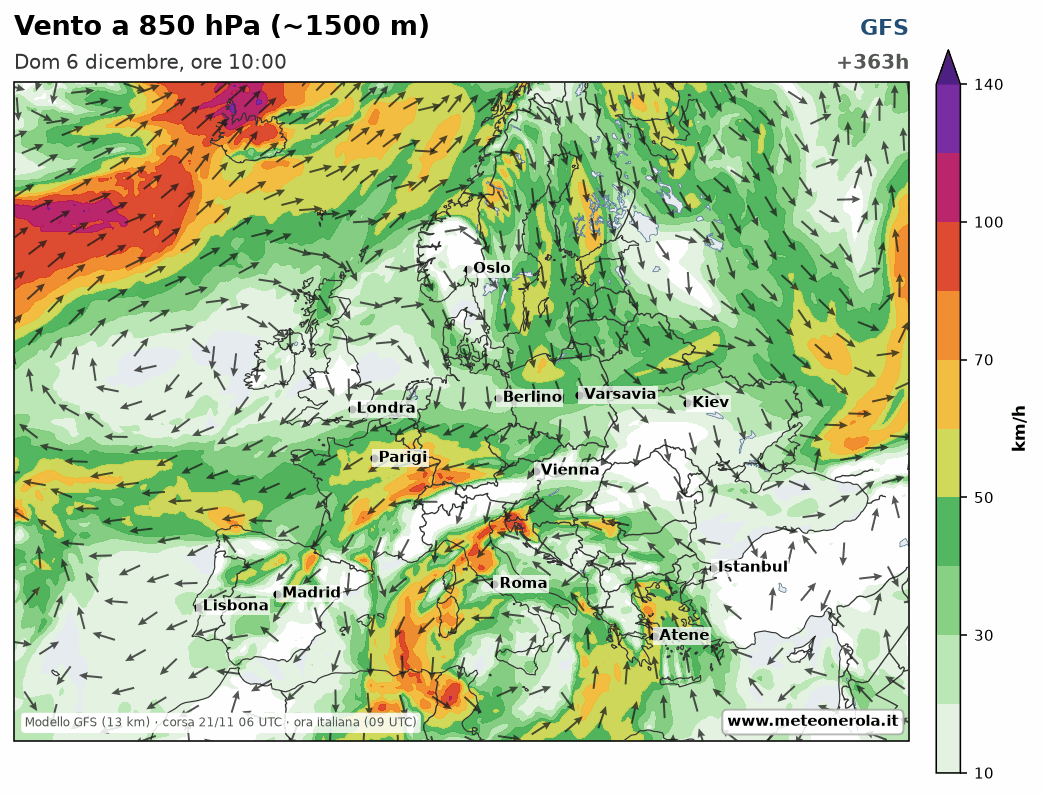 Vento a 850 hPa (~1500 m)
GFS
Dom 6 dicembre, ore 10:00
+363h
140
100
70
50
30
10
km/h
Oslo
Berlino
Varsavia
Kiev
Londra
Parigi
Vienna
Istanbul
Roma
Madrid
Lisbona
Atene
Modello GFS (13 km) · corsa 21/11 06 UTC · ora italiana (09 UTC)
www.meteonerola.it